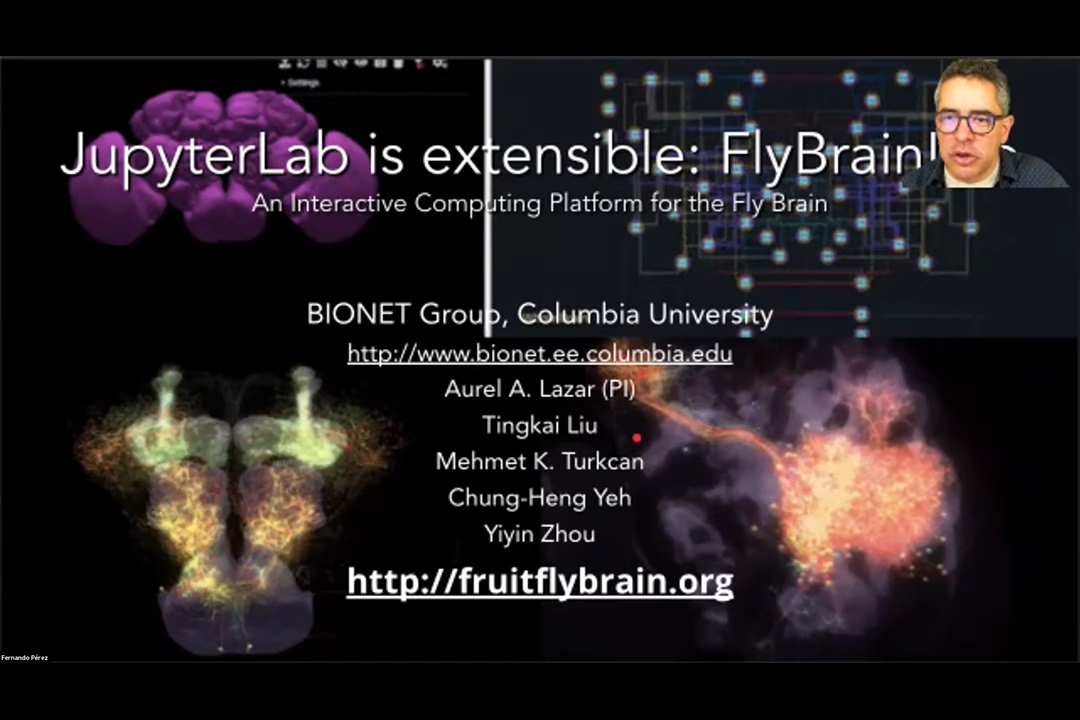 Settings
JupyterLab is extensible: FlyBrain
An Interactive Computing Platform for the Fly Brain
BIONET Group, Columbia University
http://www.bionet.ee.columbia.edu
Aurel A. Lazar (PI)
Tingkai Liu
Mehmet K. Turkcan
Chung-Heng Yeh
Yiyin Zhou
http://fruitflybrain.org
Fernando Pérez